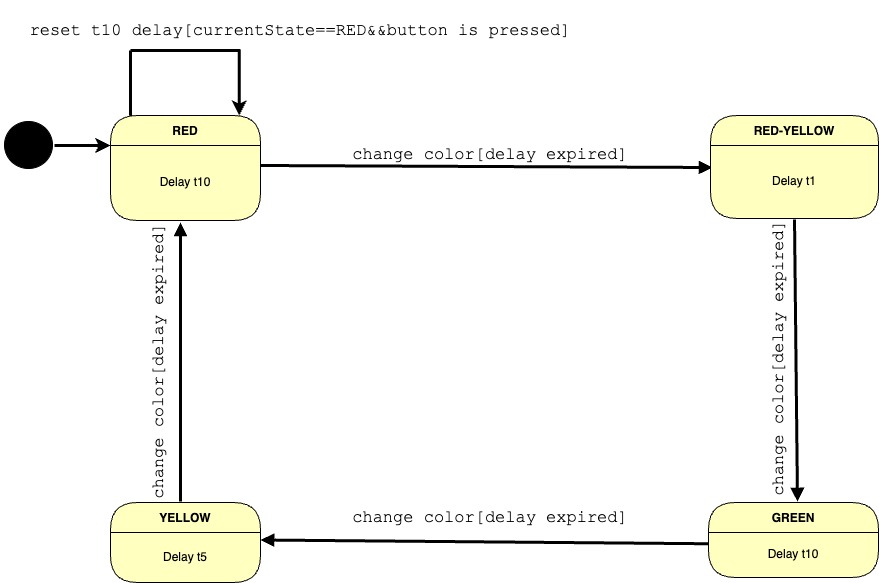 reset t10 delay[currentState==RED&&button is pressed]
RED
Delay t10
change color[delay expired]
RED-YELLOW
Delay t1
change color[delay expired]
change color[delay expired]
YELLOW
Delay t5
change color[delay expired]
GREEN
Delay t10